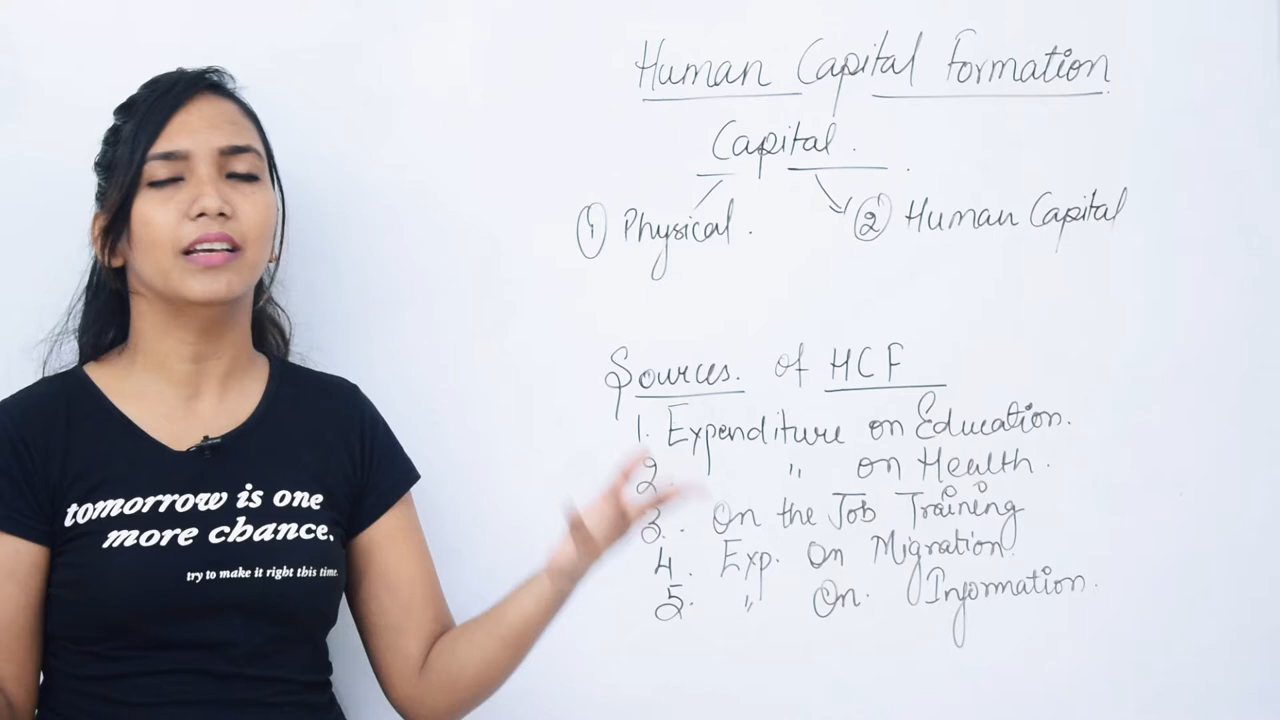 Human Capital Formation
Capital.
① Physical. ② Human Capital
Sources. of HCF
1. Expenditure on Education.
2. " on Health.
3. On the Job Training
4. Exp. On Migration.
5. " On. Information.
tomorrow is one
more chance.
try to make it right this time.